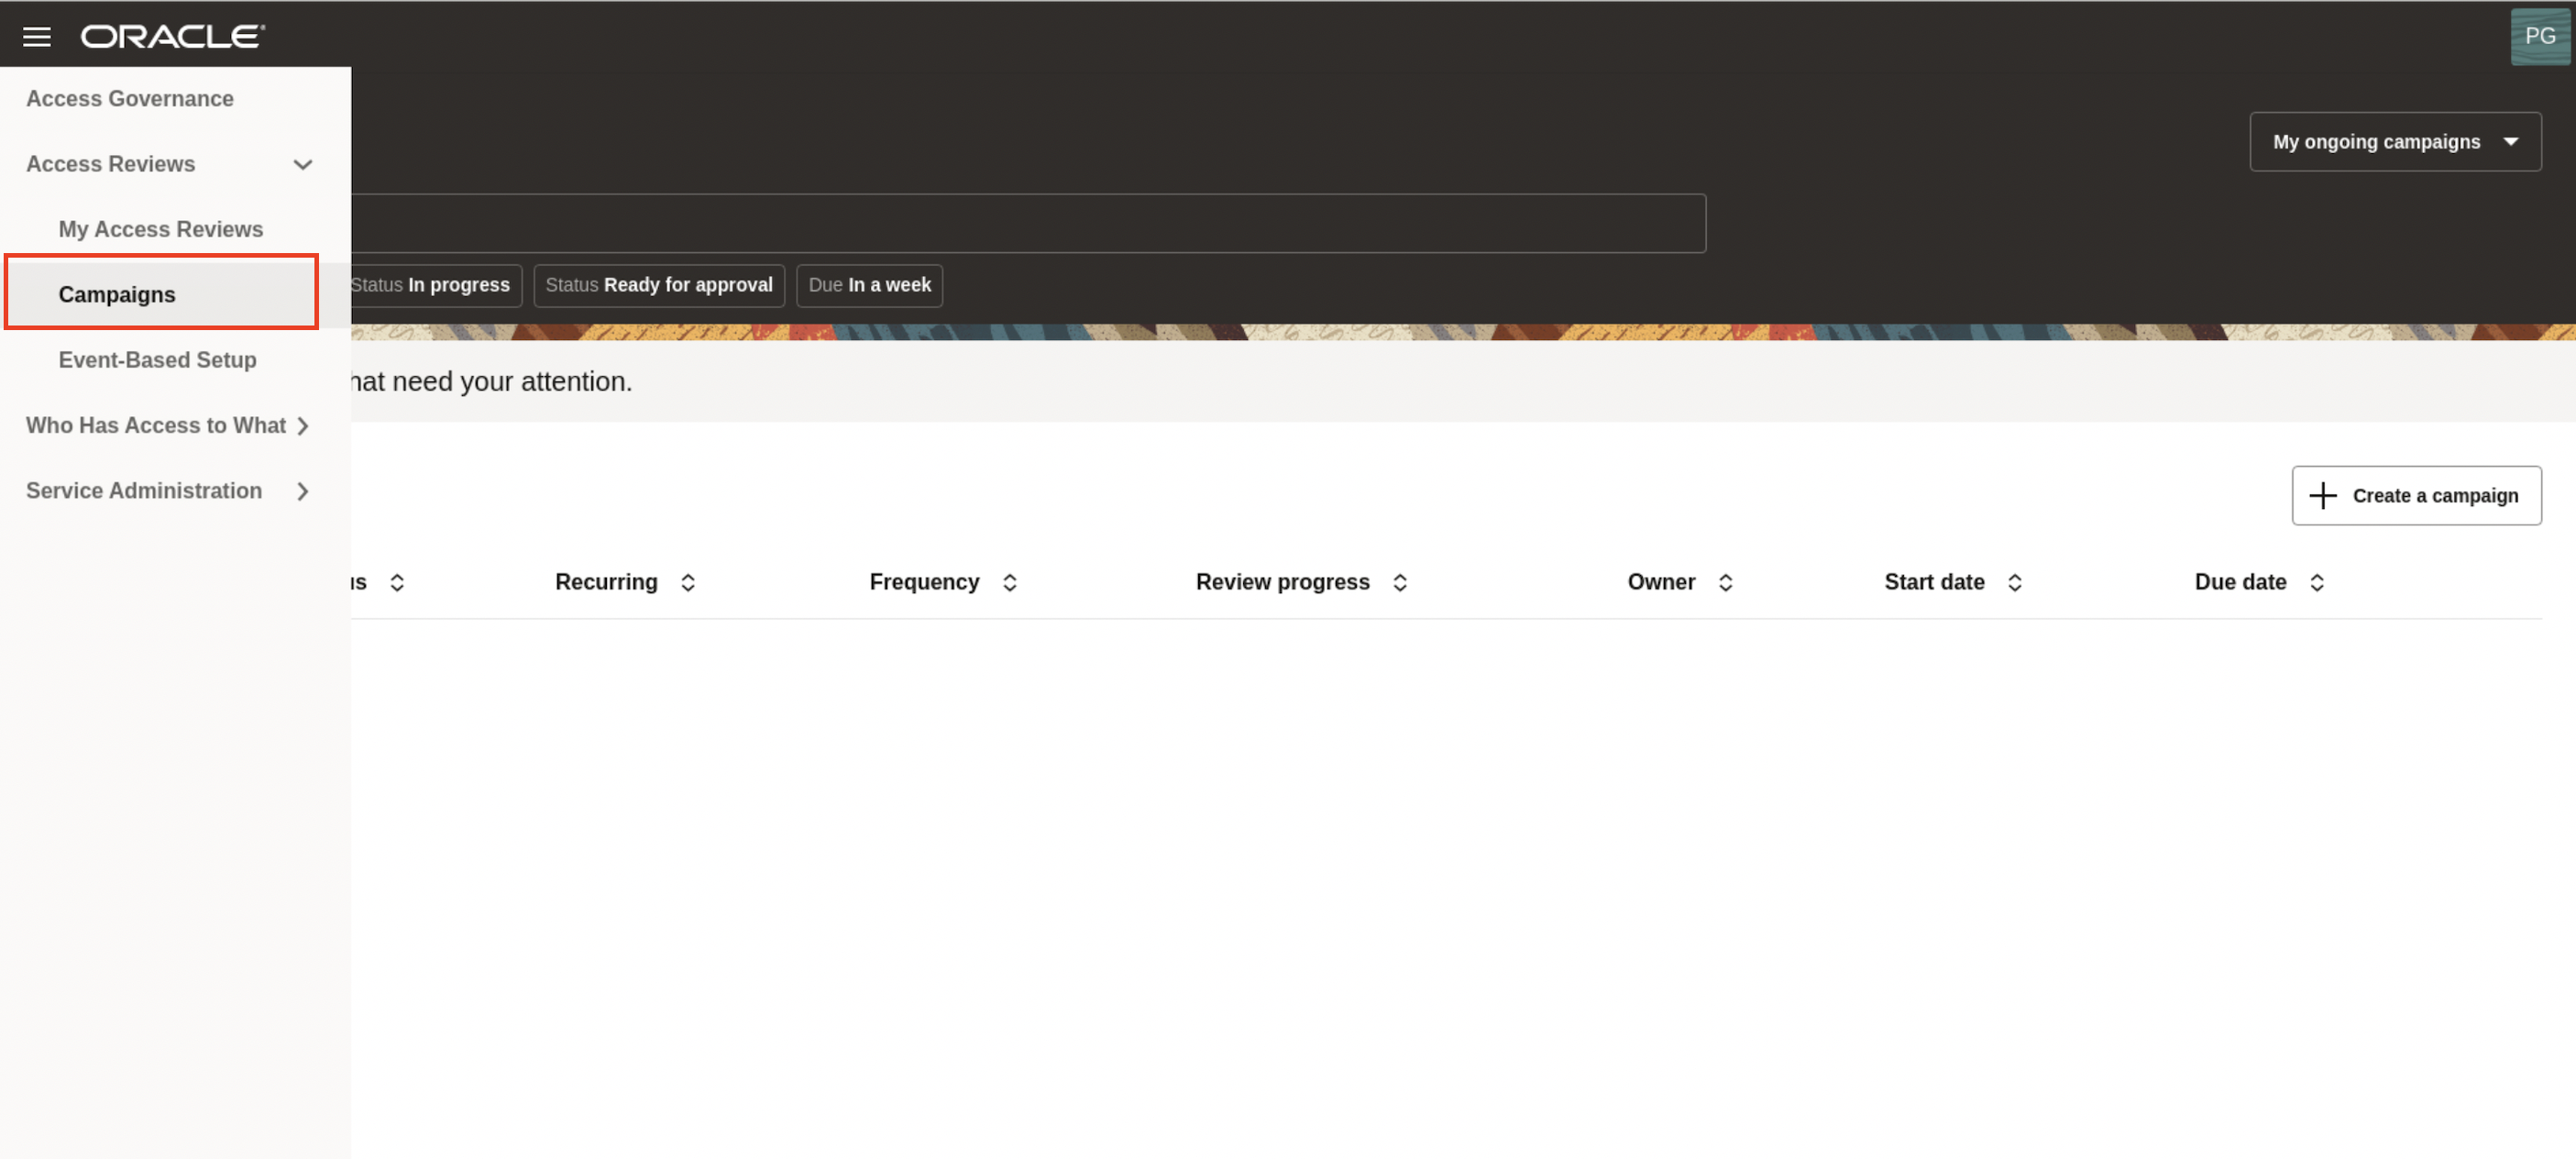 ORACLE
PG
Access Governance
Access Reviews
My Access Reviews
Campaigns
Event-Based Setup
Who Has Access to What
Service Administration
My ongoing campaigns
Status In progress
Status Ready for approval
Due In a week
hat need your attention.
Create a campaign
us Recurring Frequency Review progress Owner Start date Due date